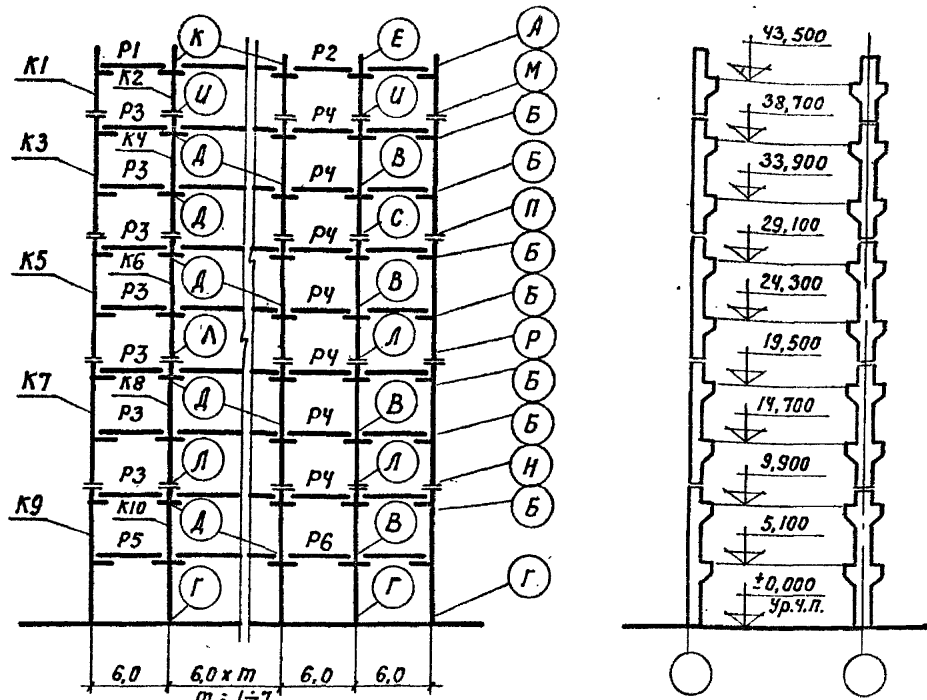 Р1 К Р2 Е А
К1 К2 И И М
Р3 Р4 Б
К3 К4 Д В
Р3 Р4 Б
Д С П
Р3 Р4 Б
К5 К6 Д В
Р3 Р4 Б
Л Л Р
Р3 Р4 Б
К7 К8 Д В
Р3 Р4 Б
Л Л Н
Р3 Р4 Б
К9 К10 Д В
Р5 Р6
Г Г Г
6,0 6,0 х m 6,0 6,0
m = 1÷7
43,500
38,700
33,900
29,100
24,300
19,500
14,700
9,900
5,100
±0,000
Ур.ч.п.